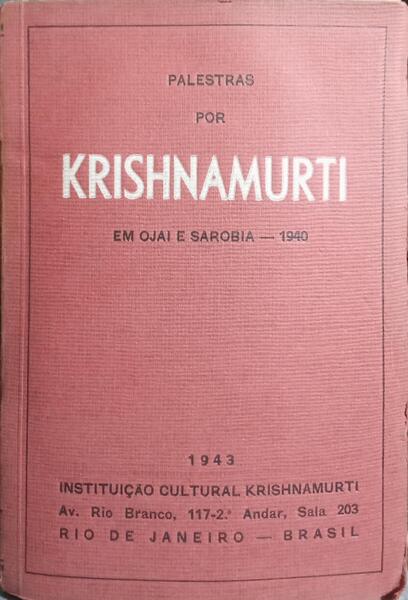 PALESTRAS
POR
KRISHNAMURTI
EM OJAI E SAROBIA — 1940
1943
INSTITUIÇÃO CULTURAL KRISHNAMURTI
Av. Rio Branco, 117-2.º Andar, Sala 203
RIO DE JANEIRO — BRASIL